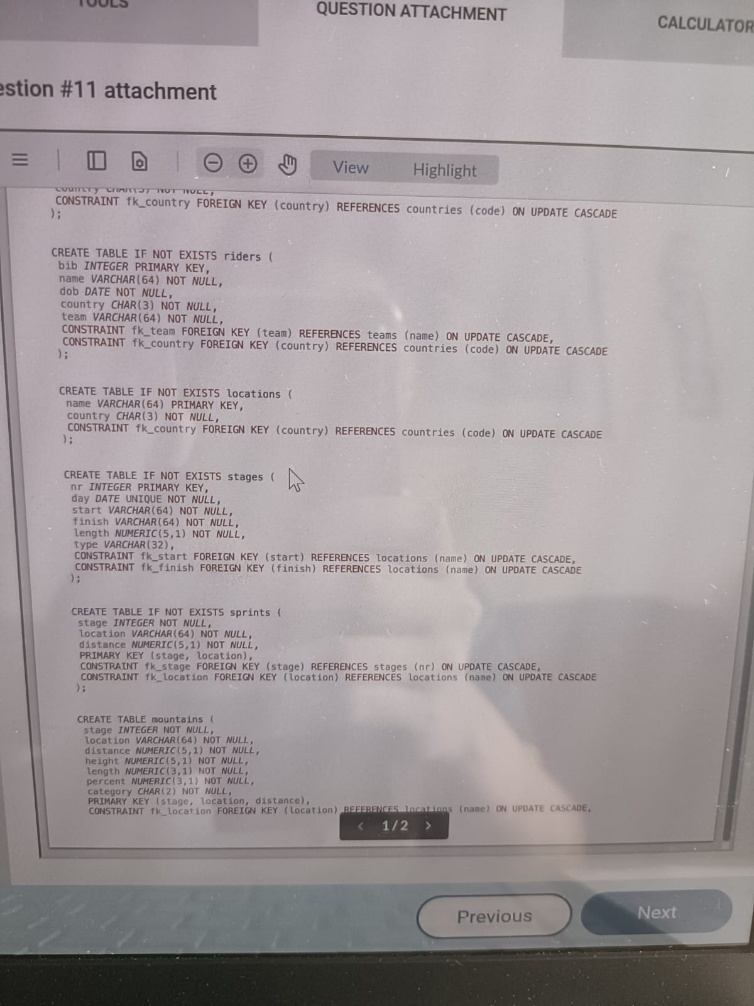 TOOLS
QUESTION ATTACHMENT
CALCULATOR
estion #11 attachment
View
Highlight
country CHAR(3) NOT NULL,
CONSTRAINT fk_country FOREIGN KEY (country) REFERENCES countries (code) ON UPDATE CASCADE
);
CREATE TABLE IF NOT EXISTS riders (
bib INTEGER PRIMARY KEY,
name VARCHAR(64) NOT NULL,
dob DATE NOT NULL,
country CHAR(3) NOT NULL,
team VARCHAR(64) NOT NULL,
CONSTRAINT fk_team FOREIGN KEY (team) REFERENCES teams (name) ON UPDATE CASCADE,
CONSTRAINT fk_country FOREIGN KEY (country) REFERENCES countries (code) ON UPDATE CASCADE
);
CREATE TABLE IF NOT EXISTS locations (
name VARCHAR(64) PRIMARY KEY,
country CHAR(3) NOT NULL,
CONSTRAINT fk_country FOREIGN KEY (country) REFERENCES countries (code) ON UPDATE CASCADE
);
CREATE TABLE IF NOT EXISTS stages (
nr INTEGER PRIMARY KEY,
day DATE UNIQUE NOT NULL,
start VARCHAR(64) NOT NULL,
finish VARCHAR(64) NOT NULL,
length NUMERIC(5,1) NOT NULL,
type VARCHAR(32),
CONSTRAINT fk_start FOREIGN KEY (start) REFERENCES locations (name) ON UPDATE CASCADE,
CONSTRAINT fk_finish FOREIGN KEY (finish) REFERENCES locations (name) ON UPDATE CASCADE
);
CREATE TABLE IF NOT EXISTS sprints (
stage INTEGER NOT NULL,
location VARCHAR(64) NOT NULL,
distance NUMERIC(5,1) NOT NULL,
PRIMARY KEY (stage, location),
CONSTRAINT fk_stage FOREIGN KEY (stage) REFERENCES stages (nr) ON UPDATE CASCADE,
CONSTRAINT fk_location FOREIGN KEY (location) REFERENCES locations (name) ON UPDATE CASCADE
);
CREATE TABLE mountains (
stage INTEGER NOT NULL,
location VARCHAR(64) NOT NULL,
distance NUMERIC(5,1) NOT NULL,
height NUMERIC(5,1) NOT NULL,
length NUMERIC(3,1) NOT NULL,
percent NUMERIC(3,1) NOT NULL,
category CHAR(2) NOT NULL,
PRIMARY KEY (stage, location, distance),
CONSTRAINT fk_location FOREIGN KEY (location) REFERENCES locations (name) ON UPDATE CASCADE,
1/2
Previous
Next